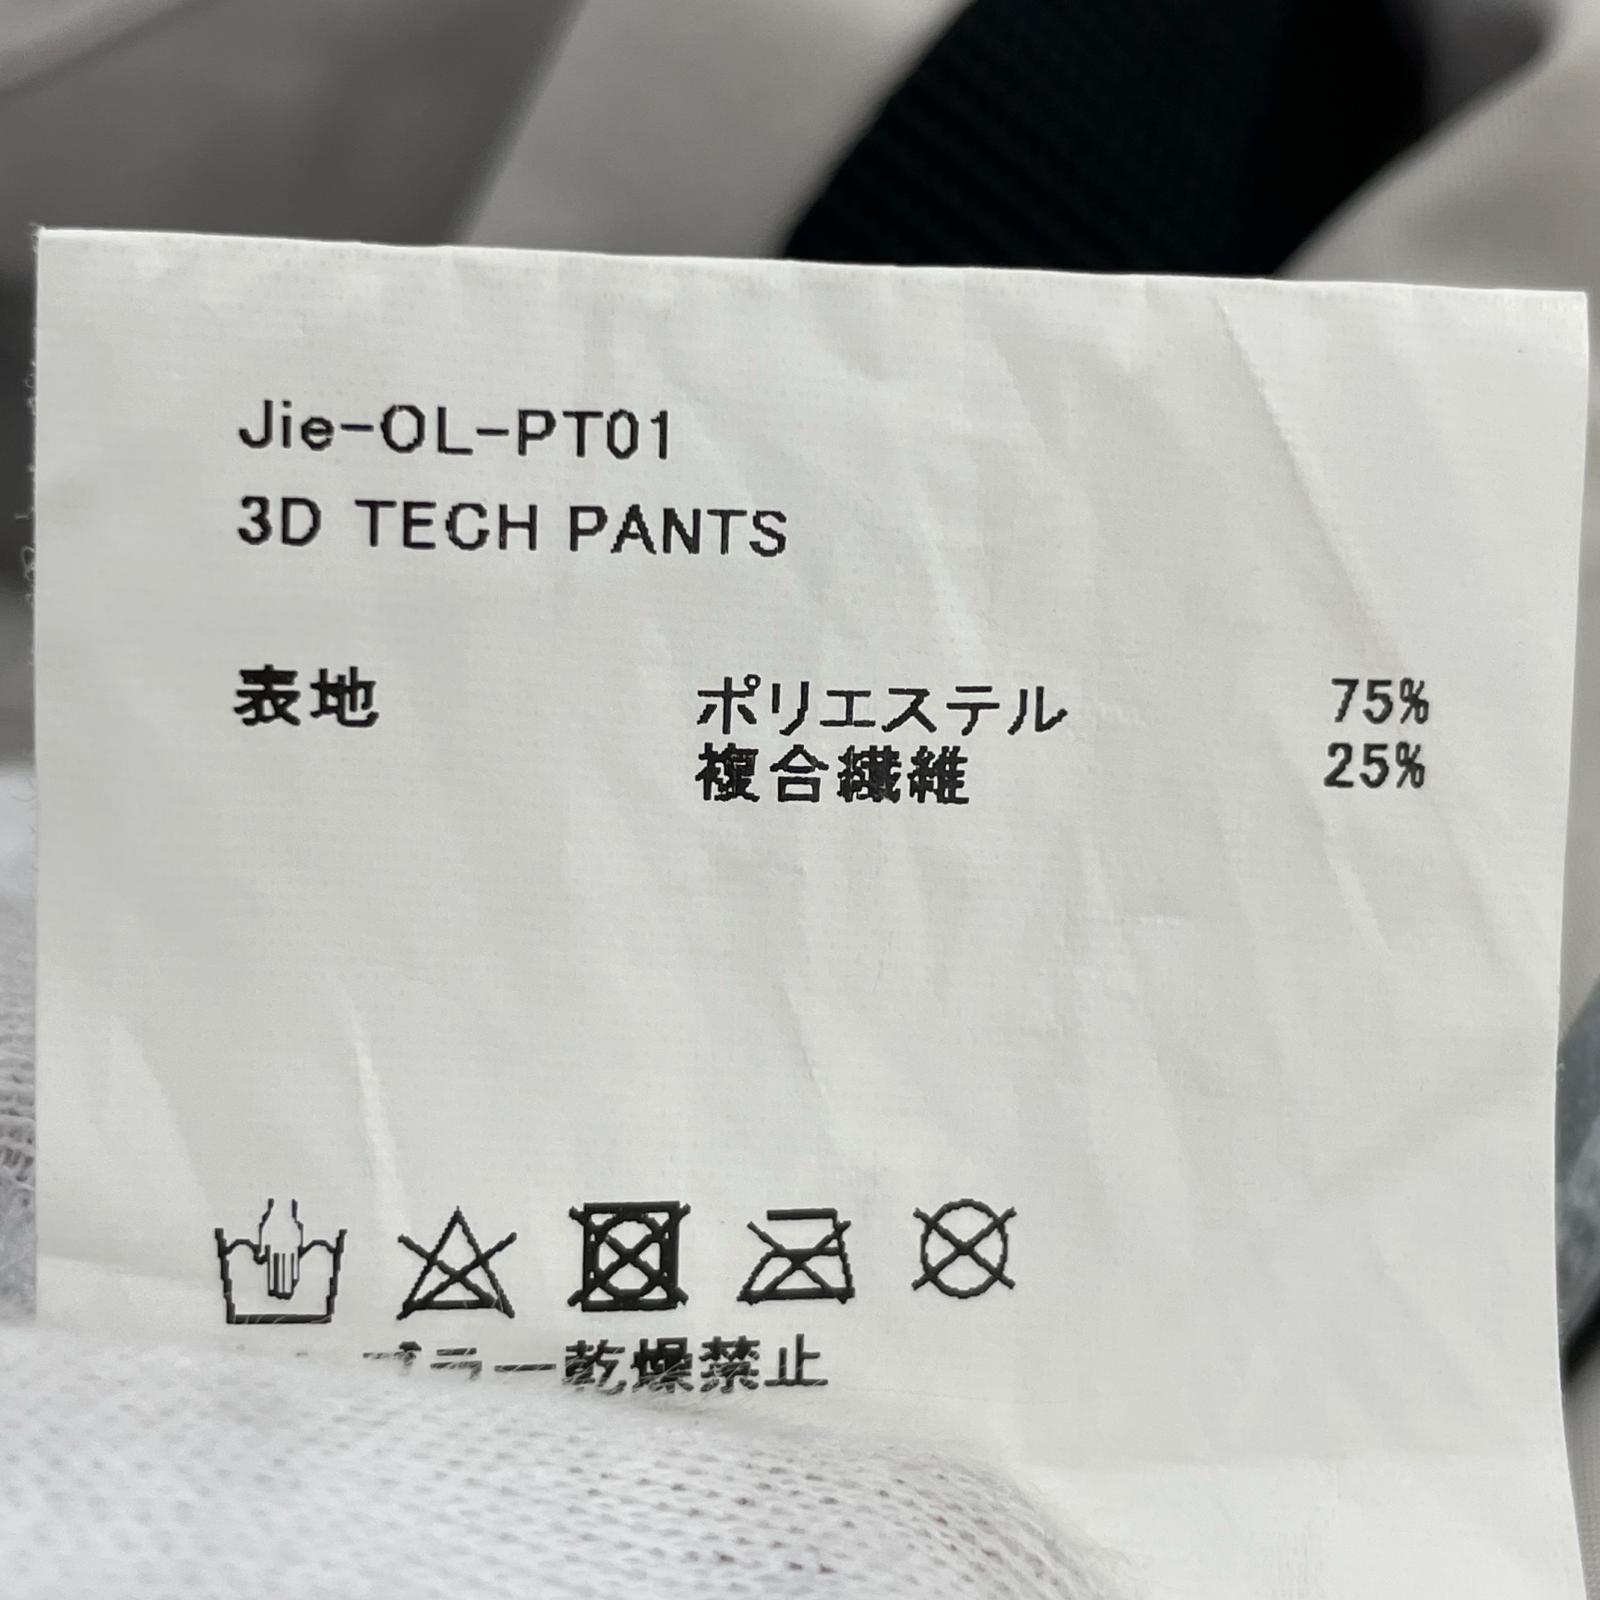 Jie-OL-PT01
3D TECH PANTS
表地 ポリエステル 75%
複合繊維 25%
乾燥禁止